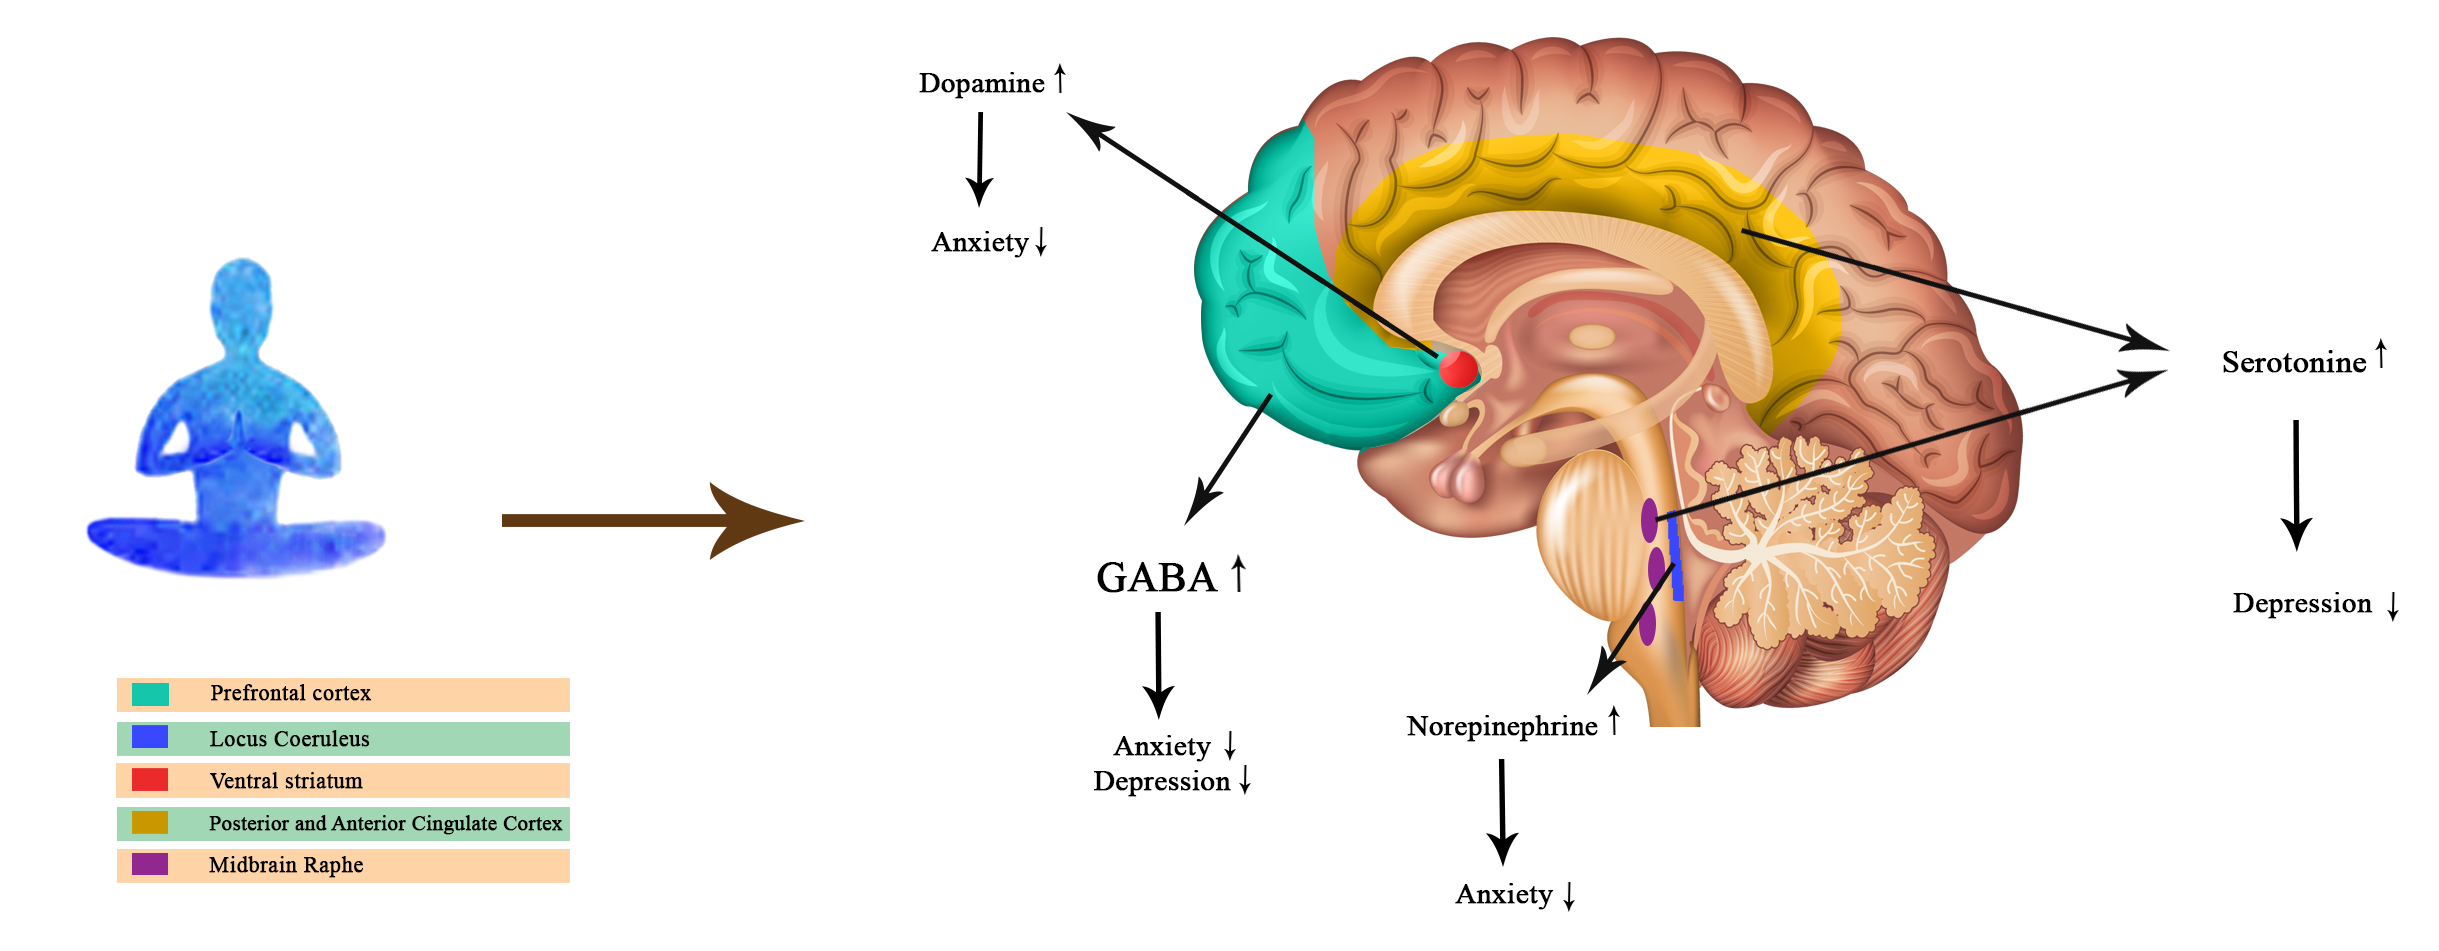 Dopamine ↑
Anxiety ↓
GABA ↑
Anxiety ↓
Depression ↓
Norepinephrine ↑
Anxiety ↓
Serotonine ↑
Depression ↓
Prefrontal cortex
Locus Coeruleus
Ventral striatum
Posterior and Anterior Cingulate Cortex
Midbrain Raphe